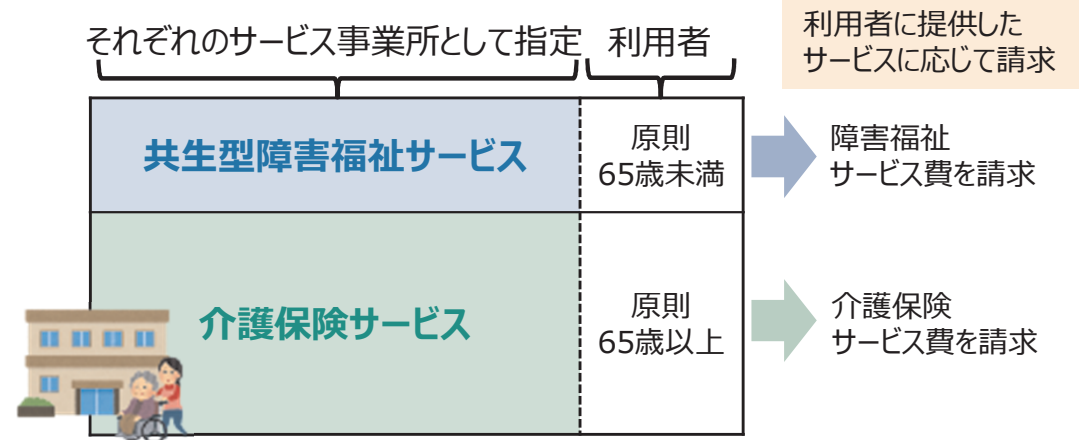 それぞれのサービス事業所として指定 利用者
利用者に提供した
サービスに応じて請求
共生型障害福祉サービス
原則
65歳未満
障害福祉
サービス費を請求
介護保険サービス
原則
65歳以上
介護保険
サービス費を請求